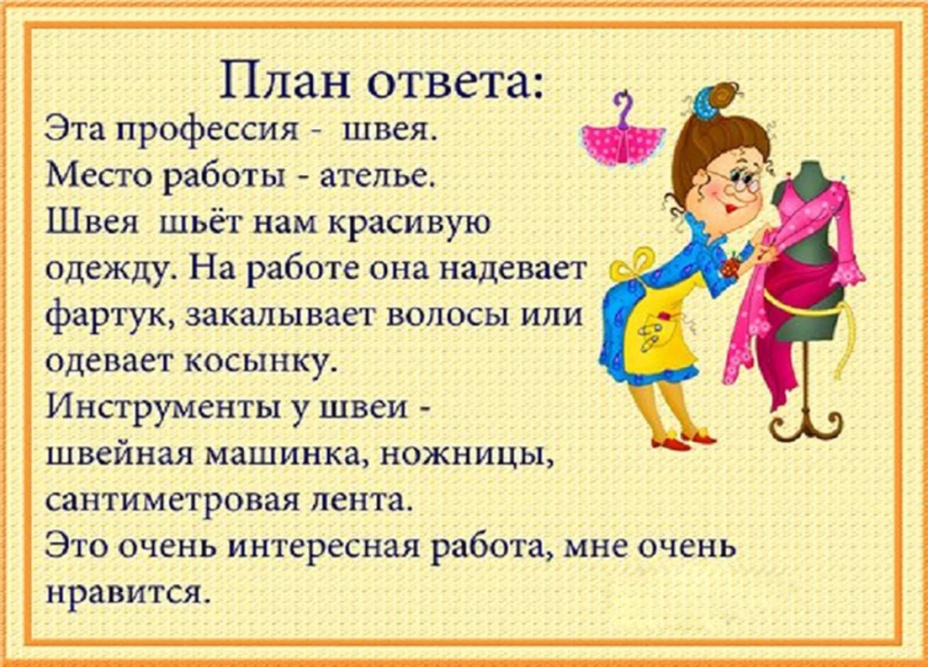 План ответа:
Эта профессия - швея.
Место работы - ателье.
Швея шьёт нам красивую
одежду. На работе она надевает
фартук, закалывает волосы или
одевает косынку.
Инструменты у швеи -
швейная машинка, ножницы,
сантиметровая лента.
Это очень интересная работа, мне очень
нравится.